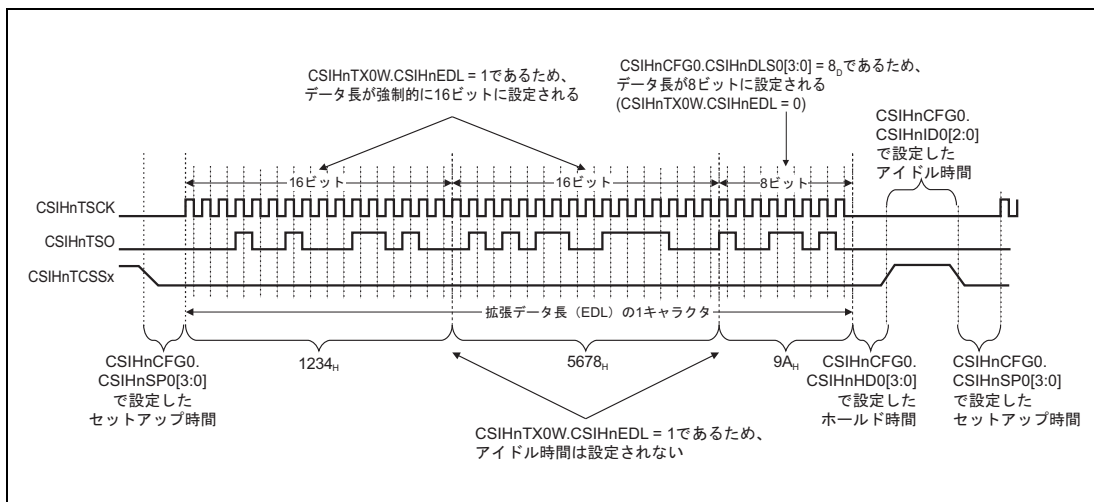 CSIHnTX0W.CSIHnEDL = 1であるため、
データ長が強制的に16ビットに設定される
CSIHnCFG0.CSIHnDLS0[3:0] = 8Dであるため、
データ長が8ビットに設定される
(CSIHnTX0W.CSIHnEDL = 0)
CSIHnCFG0.
CSIHnID0[2:0]
で設定した
アイドル時間
16ビット
16ビット
8ビット
CSIHnTSCK
CSIHnTSO
CSIHnTCSSx
拡張データ長（EDL）の1キャラクタ
CSIHnCFG0.
CSIHnSP0[3:0]
で設定した
セットアップ時間
1234H
5678H
9AH
CSIHnCFG0.
CSIHnHD0[3:0]
で設定した
ホールド時間
CSIHnCFG0.
CSIHnSP0[3:0]
で設定した
セットアップ時間
CSIHnTX0W.CSIHnEDL = 1であるため、
アイドル時間は設定されない